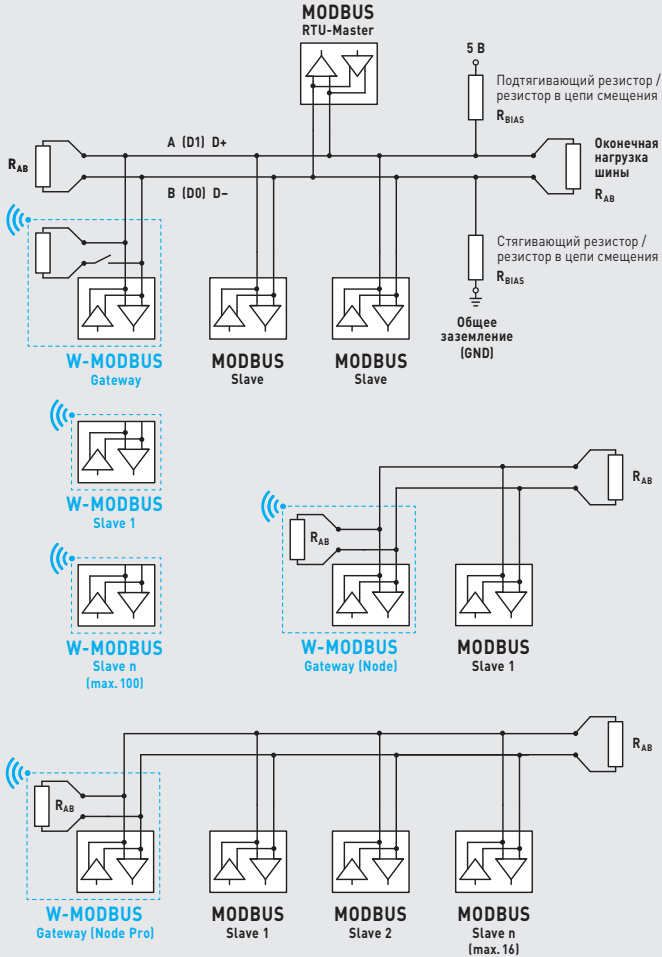 MODBUS
RTU-Master
5 В
Подтягивающий резистор /
резистор в цепи смещения
RBIAS
A (D1) D+
RAB
B (D0) D–
Оконечная
нагрузка
шины
RAB
Стягивающий резистор /
резистор в цепи смещения
RBIAS
Общее
заземление
(GND)
W-MODBUS
Gateway
MODBUS
Slave
MODBUS
Slave
W-MODBUS
Slave 1
RAB
RAB
W-MODBUS
Slave n
(max. 100)
W-MODBUS
Gateway (Node)
MODBUS
Slave 1
RAB
RAB
W-MODBUS
Gateway (Node Pro)
MODBUS
Slave 1
MODBUS
Slave 2
MODBUS
Slave n
(max. 16)